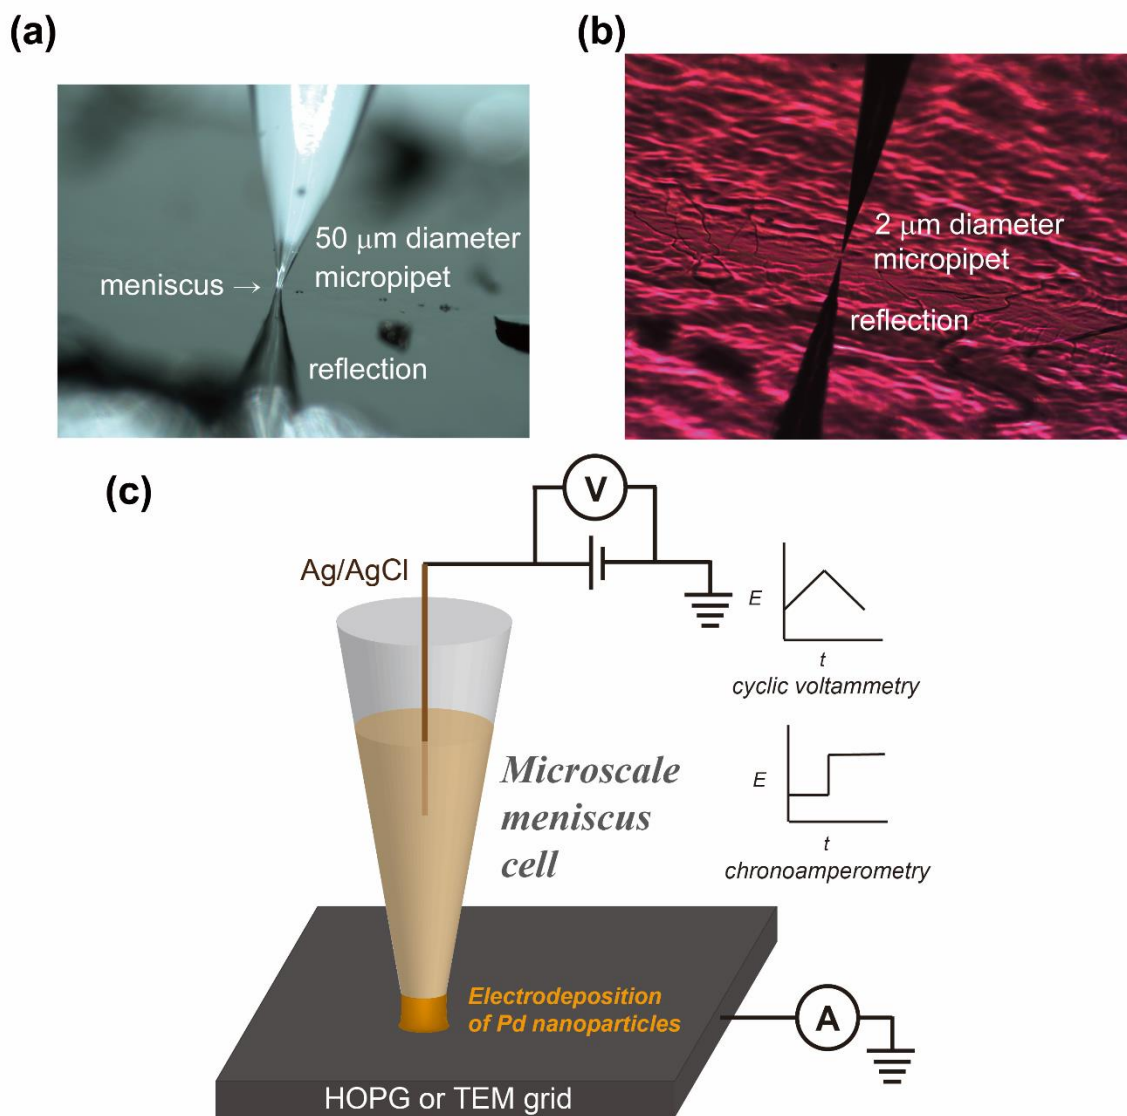 (a)
50 μm diameter
micropipet
meniscus →
reflection
(b)
2 μm diameter
micropipet
reflection
(c)
V
Ag/AgCl
E
t
cyclic voltammetry
Microscale
meniscus
cell
E
t
chronoamperometry
Electrodeposition
of Pd nanoparticles
A
HOPG or TEM grid